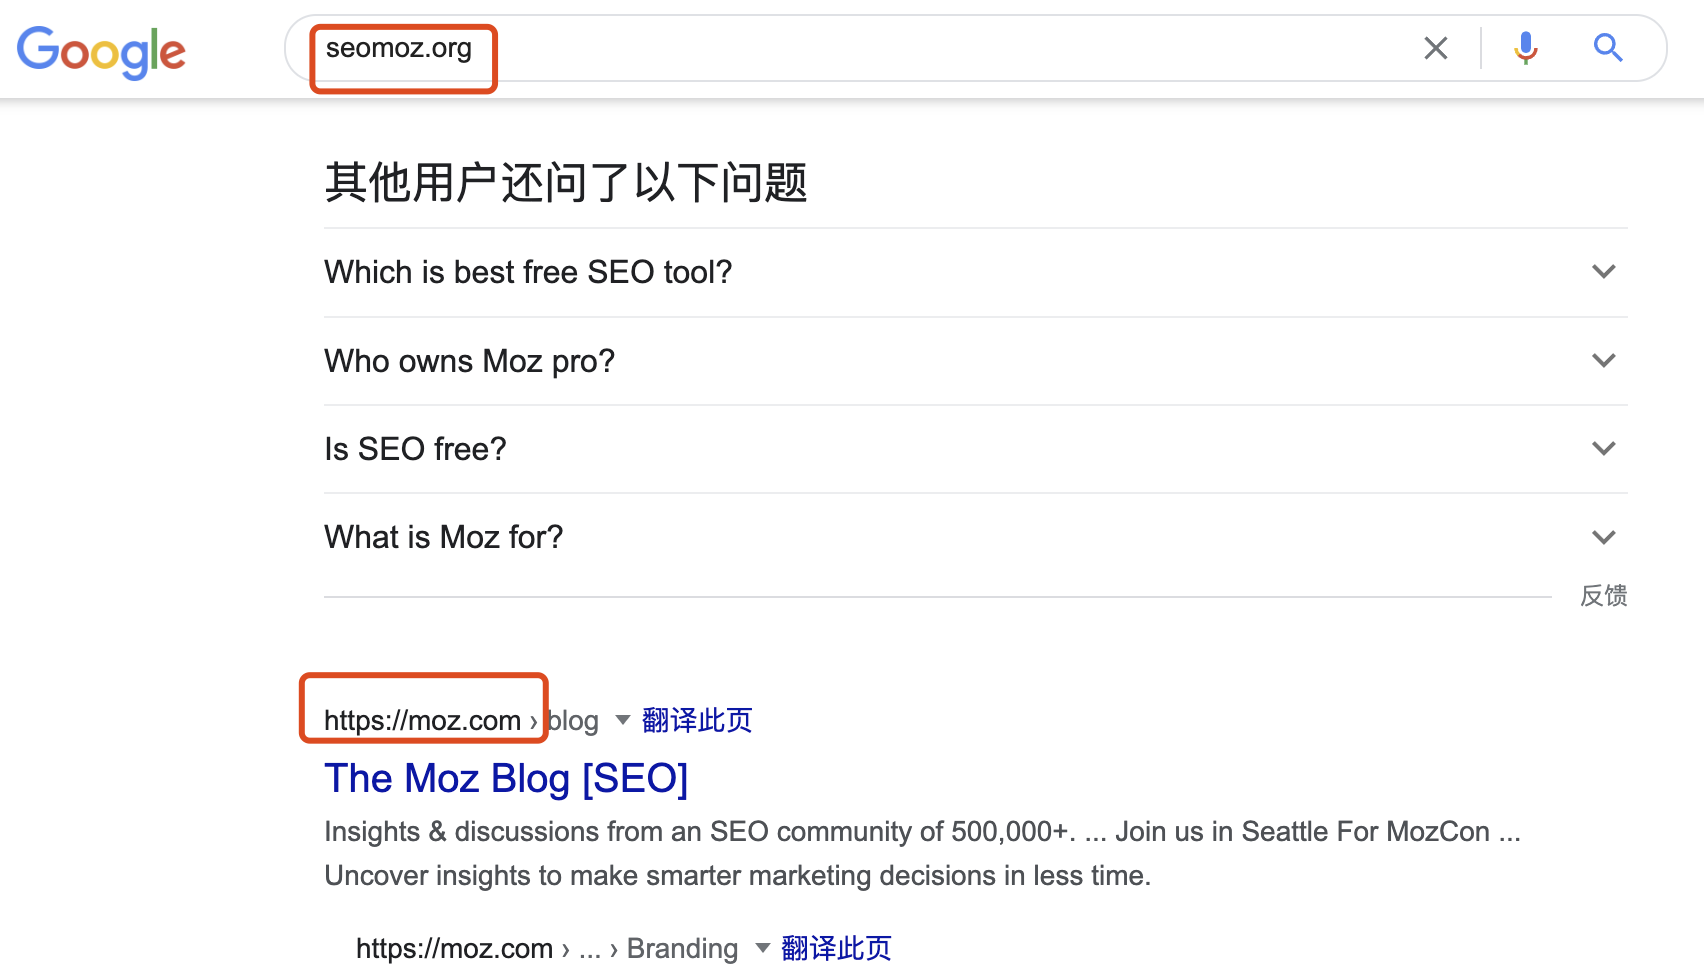 Google
seomoz.org
其他用户还问了以下问题
Which is best free SEO tool?
Who owns Moz pro?
Is SEO free?
What is Moz for?
反馈
https://moz.com › blog 翻译此页
The Moz Blog [SEO]
Insights & discussions from an SEO community of 500,000+. ... Join us in Seattle For MozCon ...
Uncover insights to make smarter marketing decisions in less time.
https://moz.com › ... › Branding 翻译此页